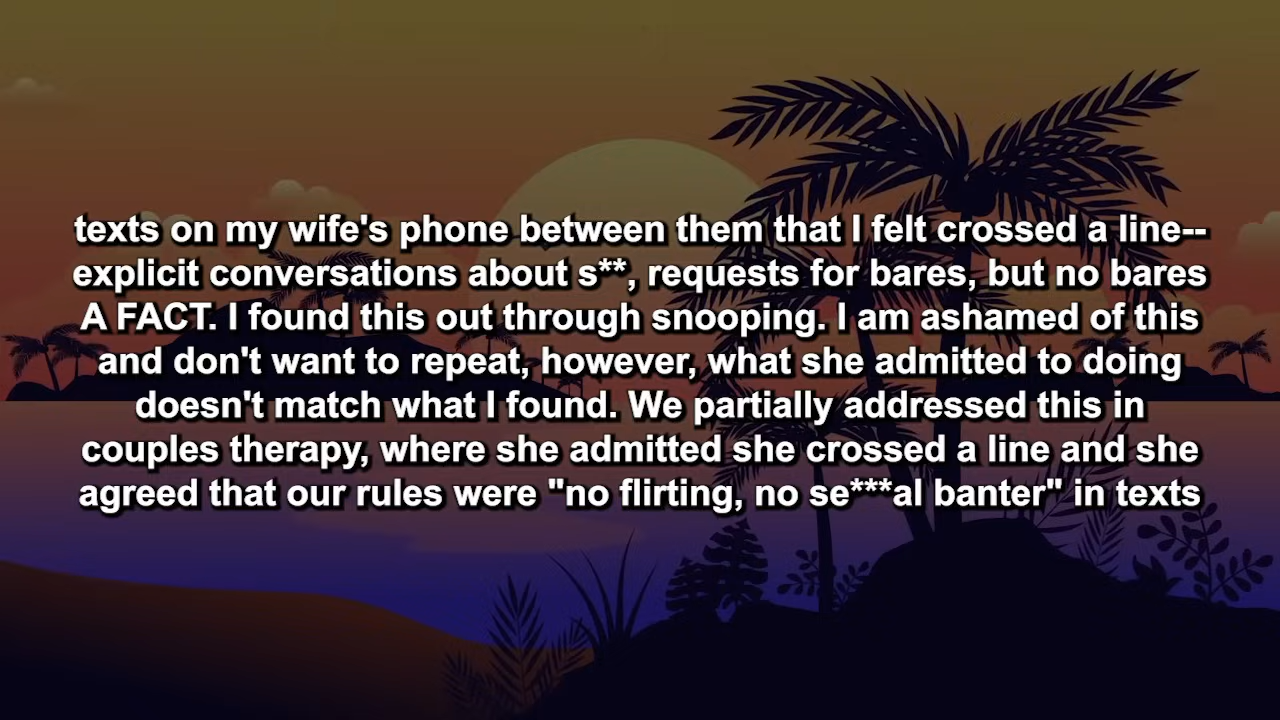 texts on my wife's phone between them that I felt crossed a line--
explicit conversations about s**, requests for bares, but no bares
A FACT. I found this out through snooping. I am ashamed of this
and don't want to repeat, however, what she admitted to doing
doesn't match what I found. We partially addressed this in
couples therapy, where she admitted she crossed a line and she
agreed that our rules were "no flirting, no se***al banter" in texts